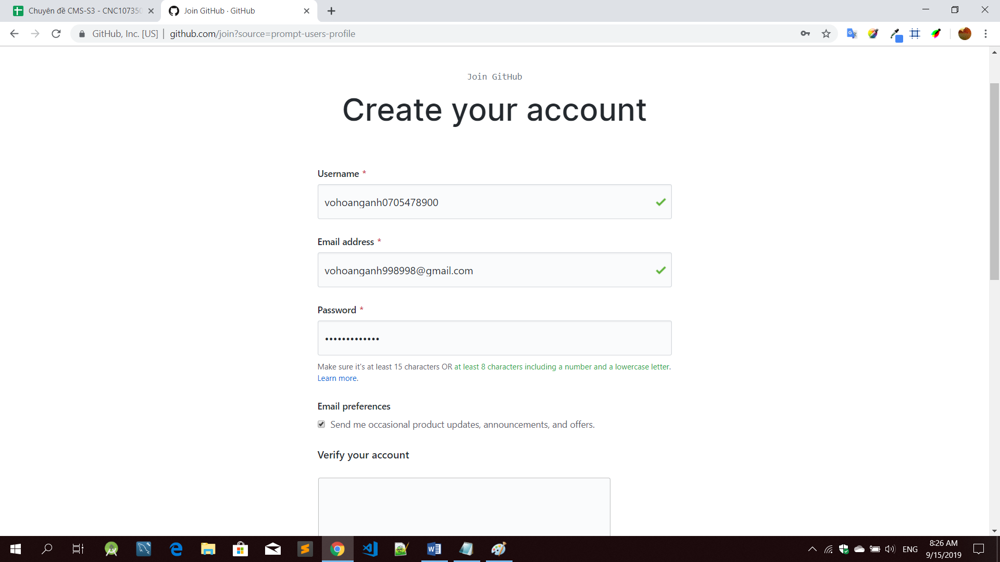 Chuyên đề CMS-S3 - CNC10735
Join GitHub · GitHub
GitHub, Inc. [US] | github.com/join?source=prompt-users-profile
Join GitHub
Create your account
Username *
vohoanganh0705478900
Email address *
vohoanganh998998@gmail.com
Password *
•••••••••••••
Make sure it's at least 15 characters OR at least 8 characters including a number and a lowercase letter.
Learn more.
Email preferences
Send me occasional product updates, announcements, and offers.
Verify your account
ENG
8:26 AM
9/15/2019